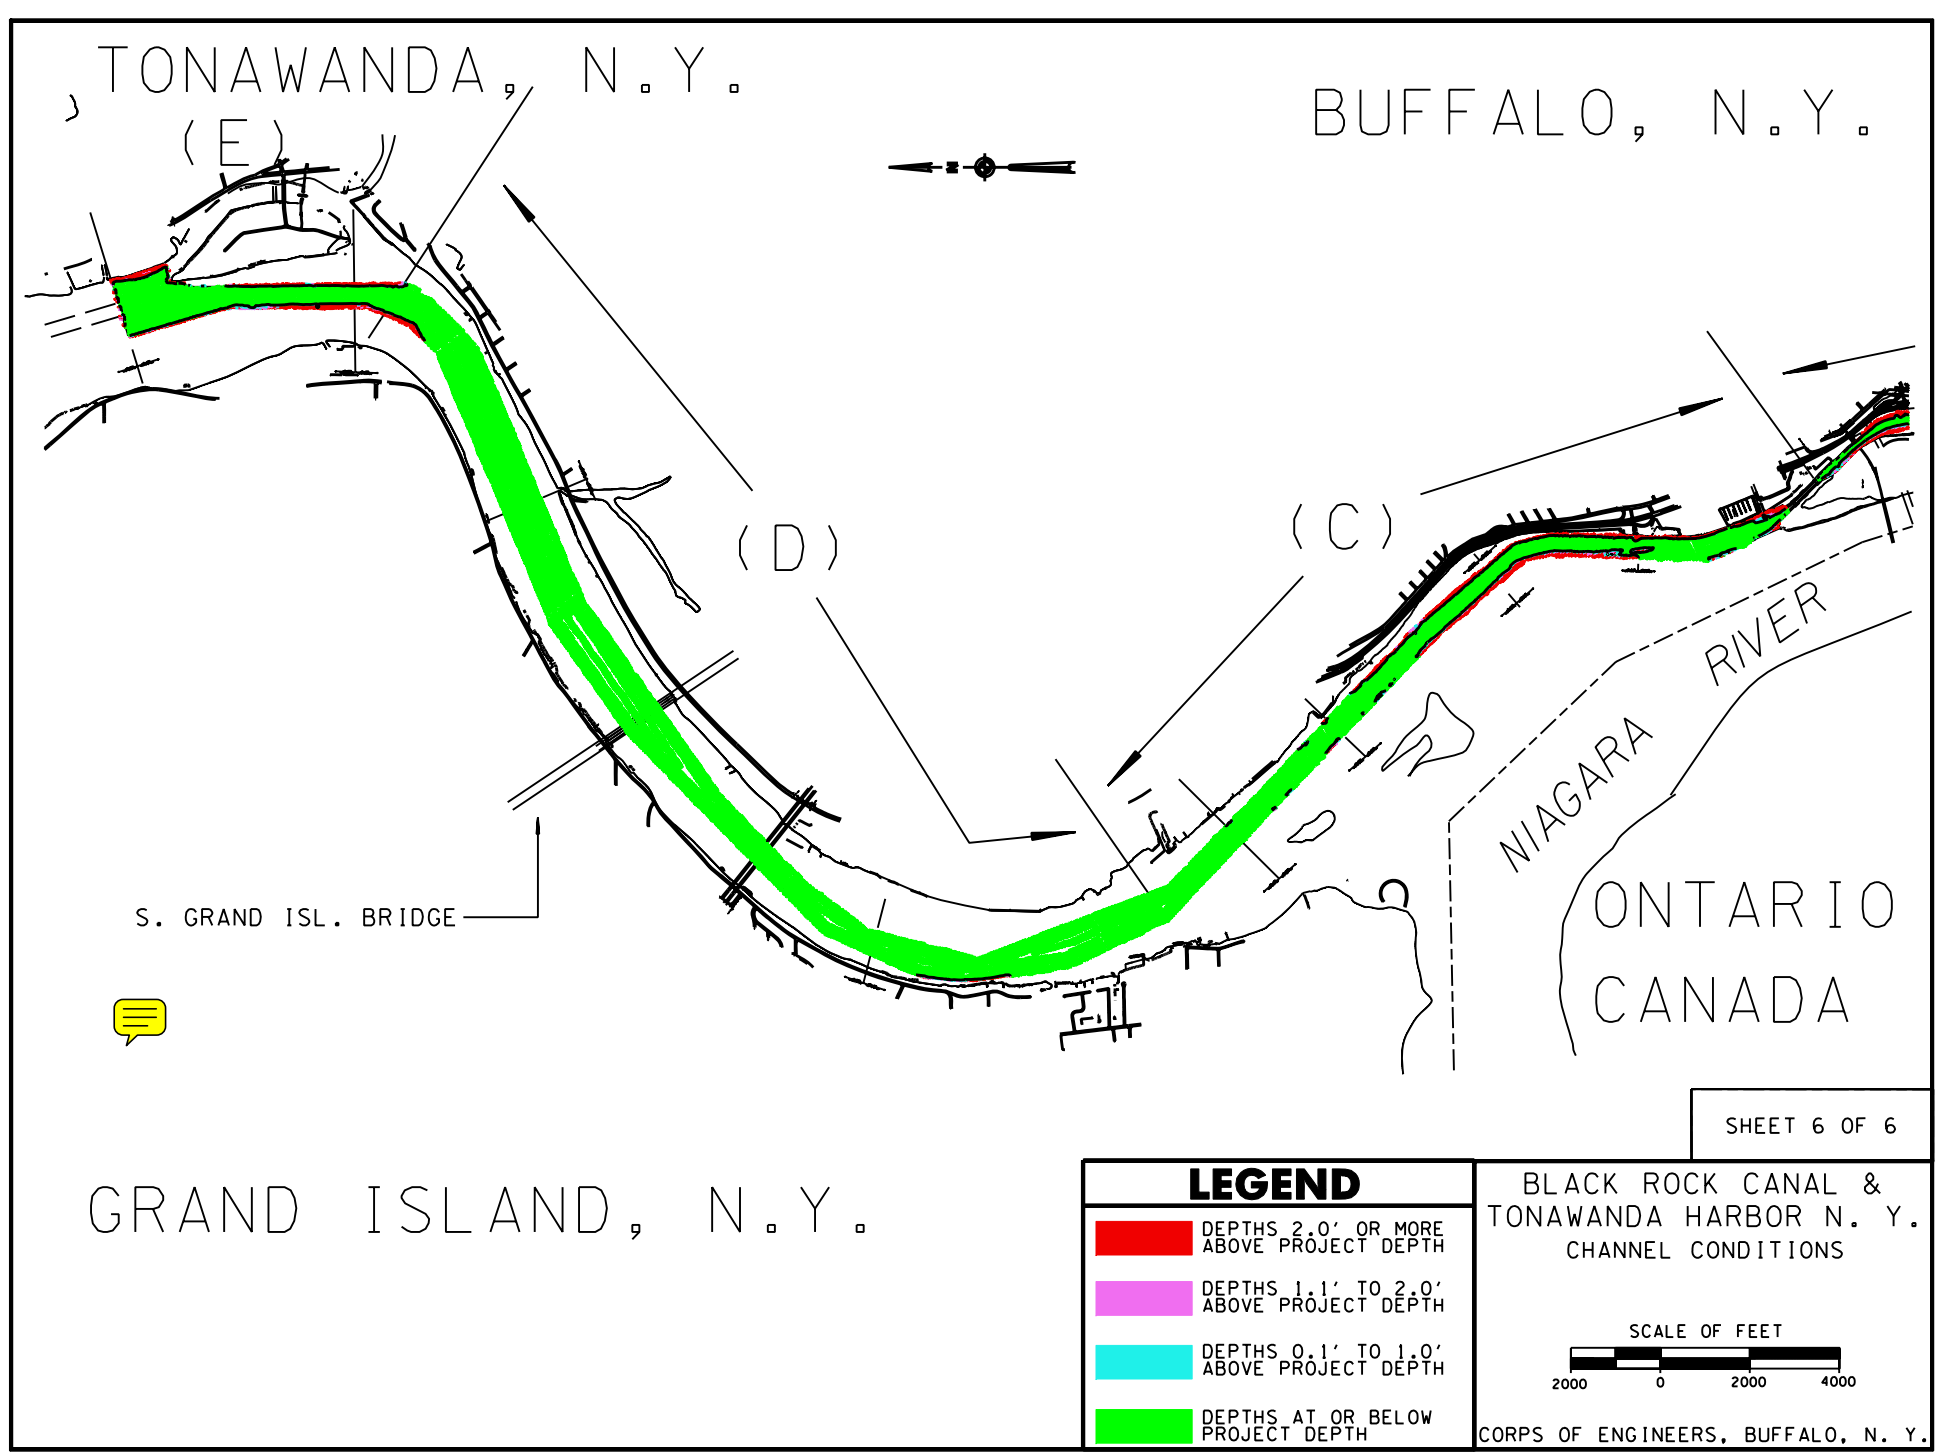 TONAWANDA, N.Y.
BUFFALO, N.Y.
(E)
N
(D)
(C)
RIVER
NIAGARA
S. GRAND ISL. BRIDGE
ONTARIO
CANADA
GRAND ISLAND, N.Y.
SHEET 6 OF 6
LEGEND
DEPTHS 2.0' OR MORE
ABOVE PROJECT DEPTH
DEPTHS 1.1' TO 2.0'
ABOVE PROJECT DEPTH
DEPTHS 0.1' TO 1.0'
ABOVE PROJECT DEPTH
DEPTHS AT OR BELOW
PROJECT DEPTH
BLACK ROCK CANAL &
TONAWANDA HARBOR N. Y.
CHANNEL CONDITIONS
SCALE OF FEET
2000 0 2000 4000
CORPS OF ENGINEERS, BUFFALO, N. Y.